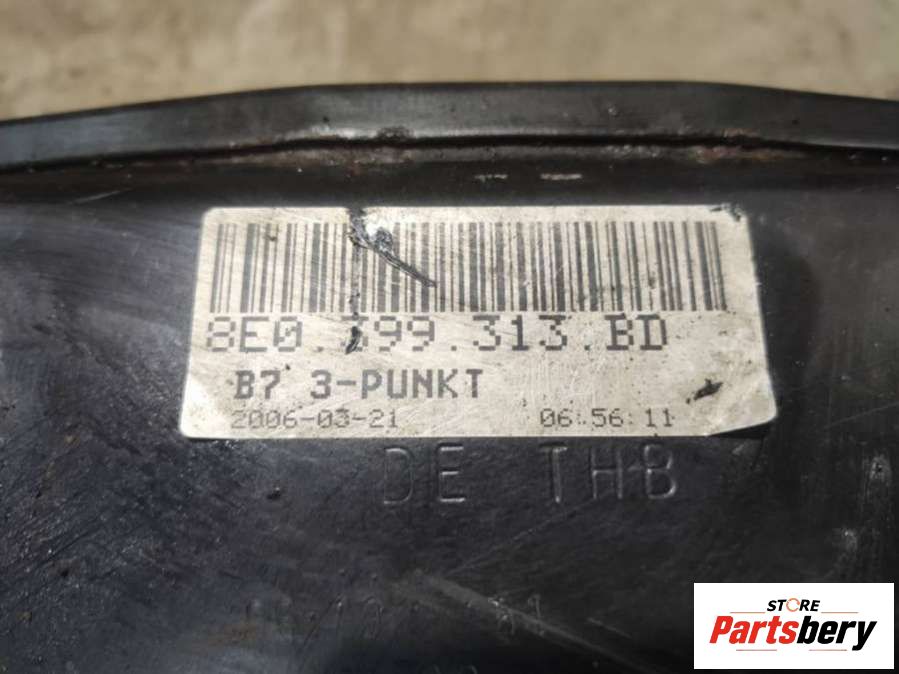 8E0.399.313.BD
B7 3-PUNKT
2006-03-21 06:56:11
DE THB
STORE
Partsbery